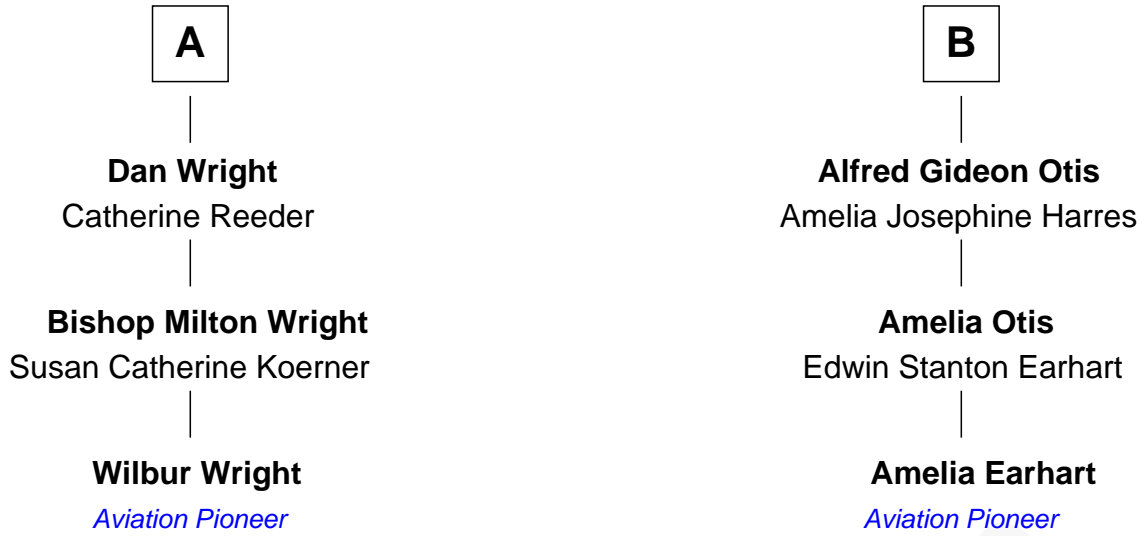 A
Dan Wright
Catherine Reeder
Bishop Milton Wright
Susan Catherine Koerner
Wilbur Wright
Aviation Pioneer
B
Alfred Gideon Otis
Amelia Josephine Harres
Amelia Otis
Edwin Stanton Earhart
Amelia Earhart
Aviation Pioneer